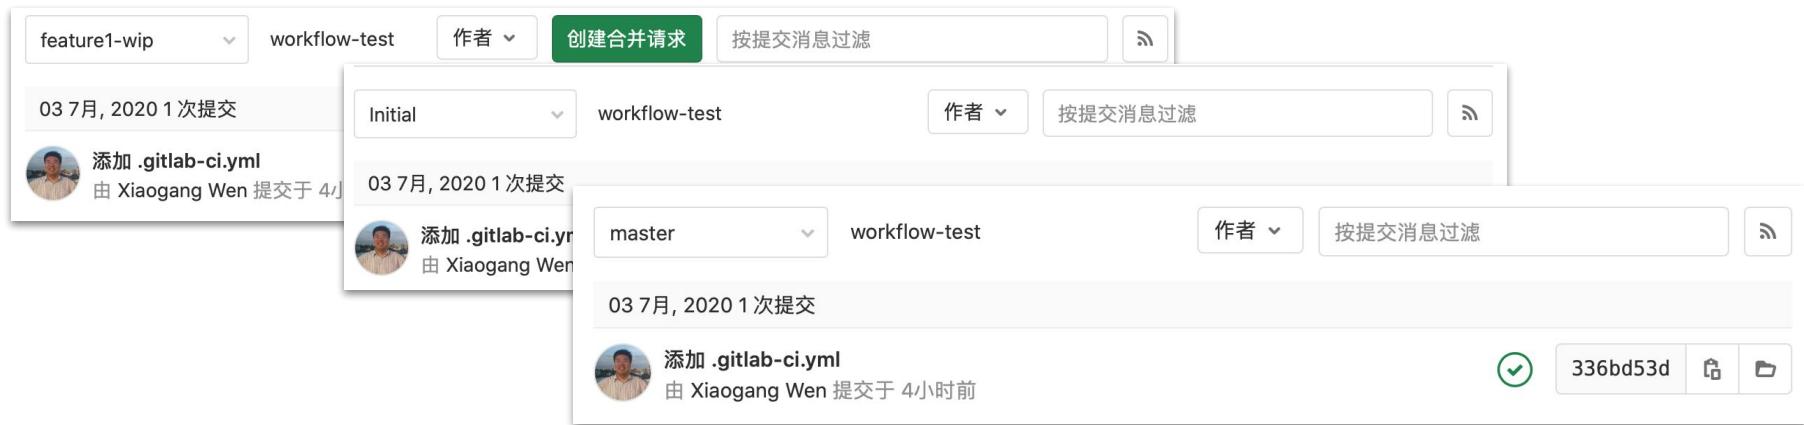 feature1-wip workflow-test 作者 创建合并请求 按提交消息过滤
03 7月, 2020 1 次提交
添加 .gitlab-ci.yml
由 Xiaogang Wen 提交于 4小
Initial workflow-test 作者 按提交消息过滤
03 7月, 2020 1 次提交
添加 .gitlab-ci.yr
由 Xiaogang Wen
master workflow-test 作者 按提交消息过滤
03 7月, 2020 1 次提交
添加 .gitlab-ci.yml 336bd53d
由 Xiaogang Wen 提交于 4小时前